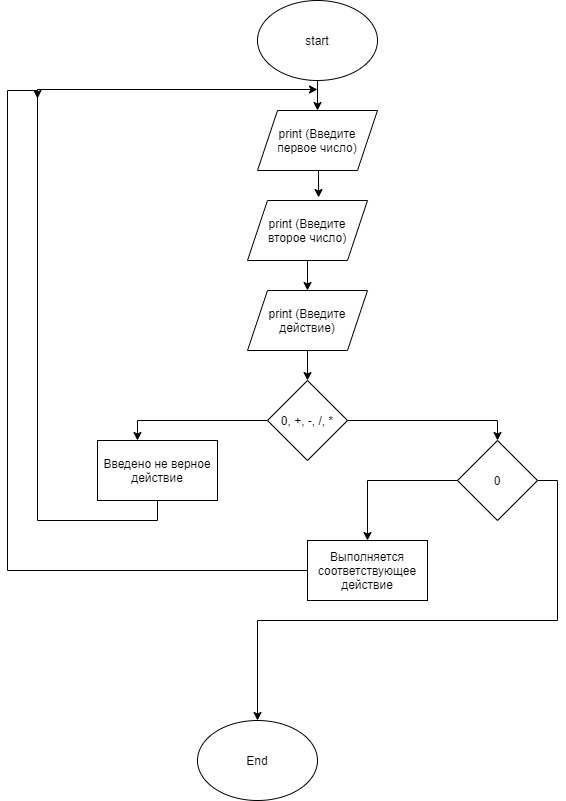 start
print (Введите
первое число)
print (Введите
второе число)
print (Введите
действие)
0, +, -, /, *
Введено не верное
действие
0
Выполняется
соответствующее
действие
End